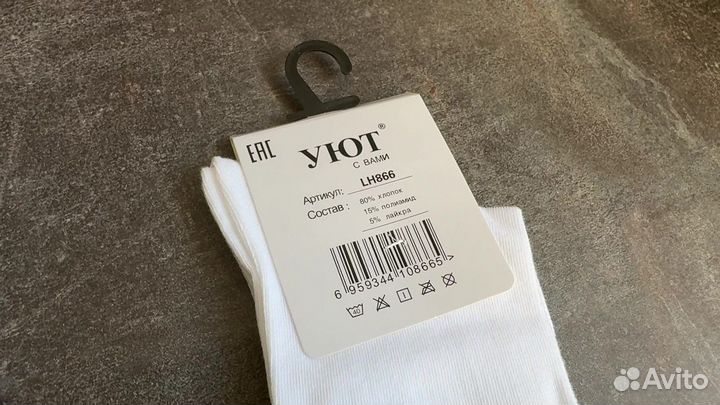 EAC
УЮТ®
С ВАМИ
Артикул: LH866
Состав: 80% хлопок
15% полиамид
5% лайкра
6 959344 108665>
40
Avito